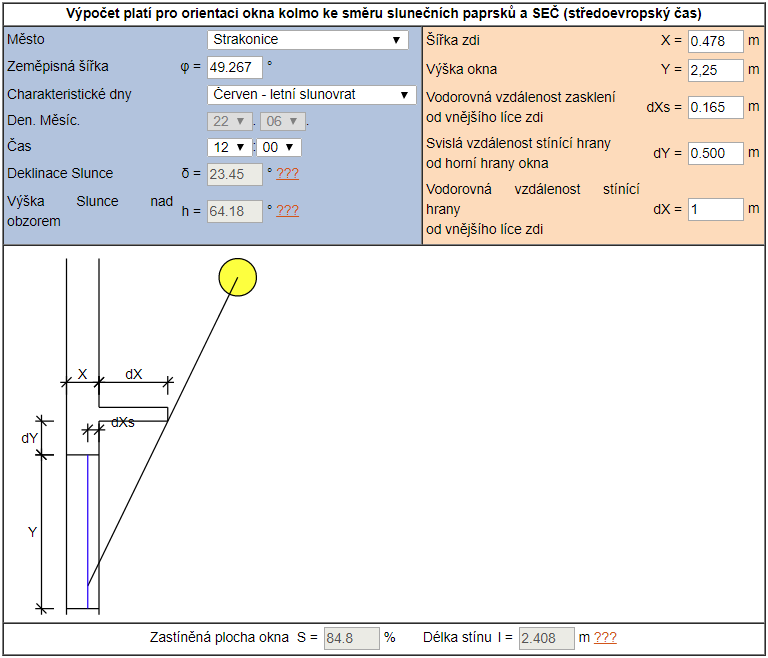 Výpočet platí pro orientaci okna kolmo ke směru slunečních paprsků a SEČ (středoevropský čas)
Město Strakonice ▼
Zeměpisná šířka φ = 49.267 °
Charakteristické dny Červen - letní slunovrat ▼
Den. Měsíc. 22 ▼ . 06 ▼ .
Čas 12 ▼ : 00 ▼
Deklinace Slunce δ = 23.45 ° ???
Výška Slunce nad
obzorem h = 64.18 ° ???
Šířka zdi X = 0.478 m
Výška okna Y = 2,25 m
Vodorovná vzdálenost zasklení
od vnějšího líce zdi dXs = 0.165 m
Svislá vzdálenost stínící hrany
od horní hrany okna dY = 0.500 m
Vodorovná vzdálenost stínící
hrany dX = 1 m
od vnějšího líce zdi
X dX
dXs
dY
Y
Zastíněná plocha okna S = 84.8 % Délka stínu l = 2.408 m ???